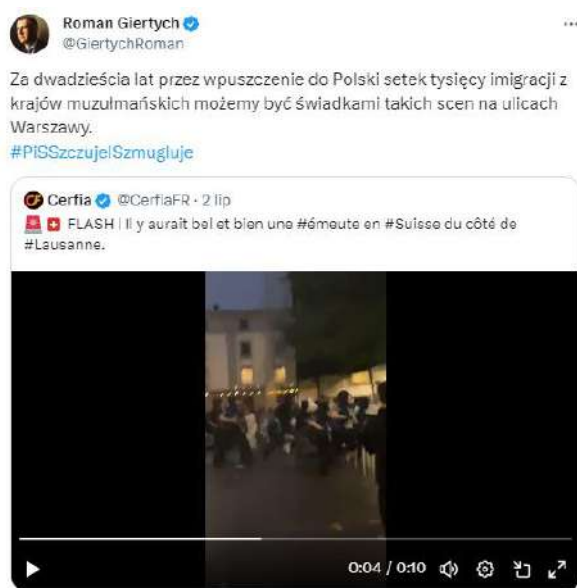 Roman Giertych
@GiertychRoman
Za dwadzieścia lat przez wpuszczenie do Polski setek tysięcy imigracji z
krajów muzułmańskich możemy być świadkami takich scen na ulicach
Warszawy.
#PiSSzczujeISzmugluje
Cerfia @CerfiaFR · 2 lip
FLASH | Il y aurait bel et bien une #émeute en #Suisse du côté de
#Lausanne.
0:04 / 0:10